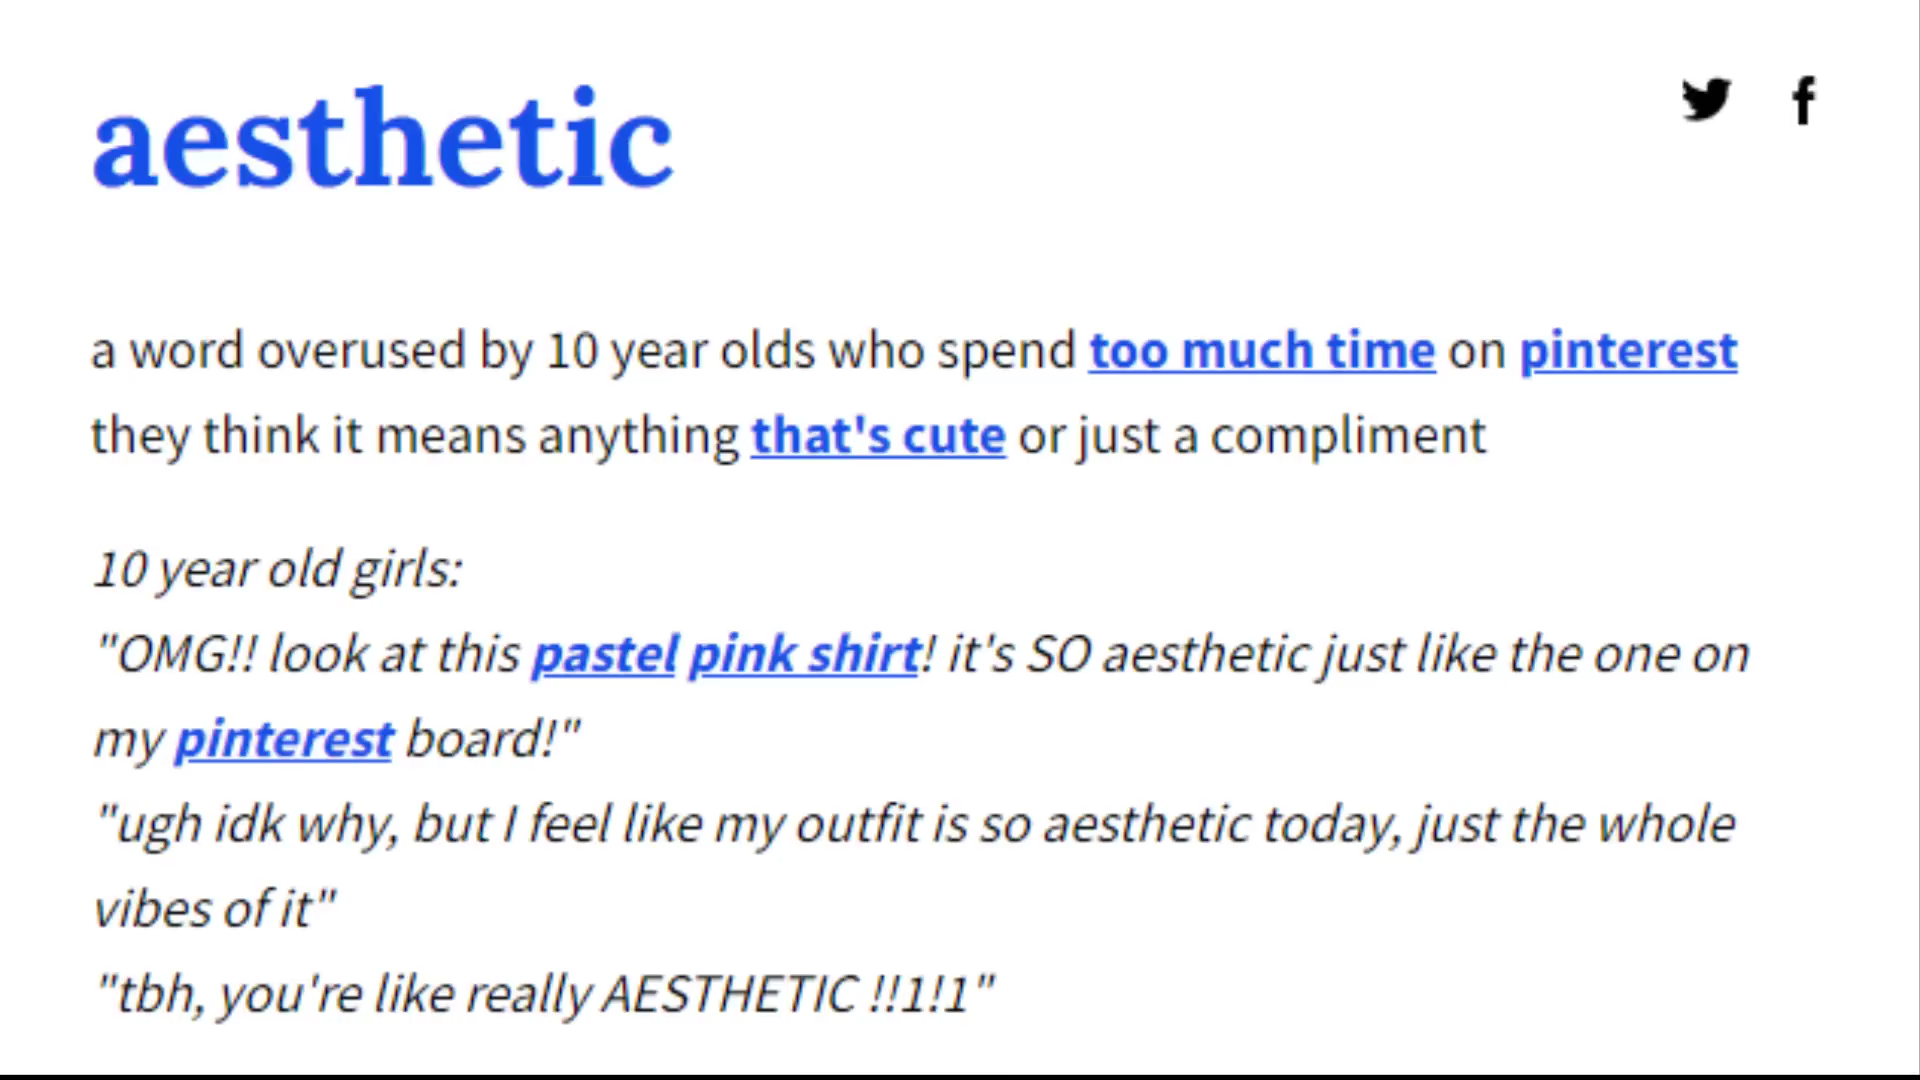 aesthetic
a word overused by 10 year olds who spend too much time on pinterest
they think it means anything that's cute or just a compliment
10 year old girls:
"OMG!! look at this pastel pink shirt! it's SO aesthetic just like the one on
my pinterest board!"
"ugh idk why, but I feel like my outfit is so aesthetic today, just the whole
vibes of it"
"tbh, you're like really AESTHETIC !!1!1"